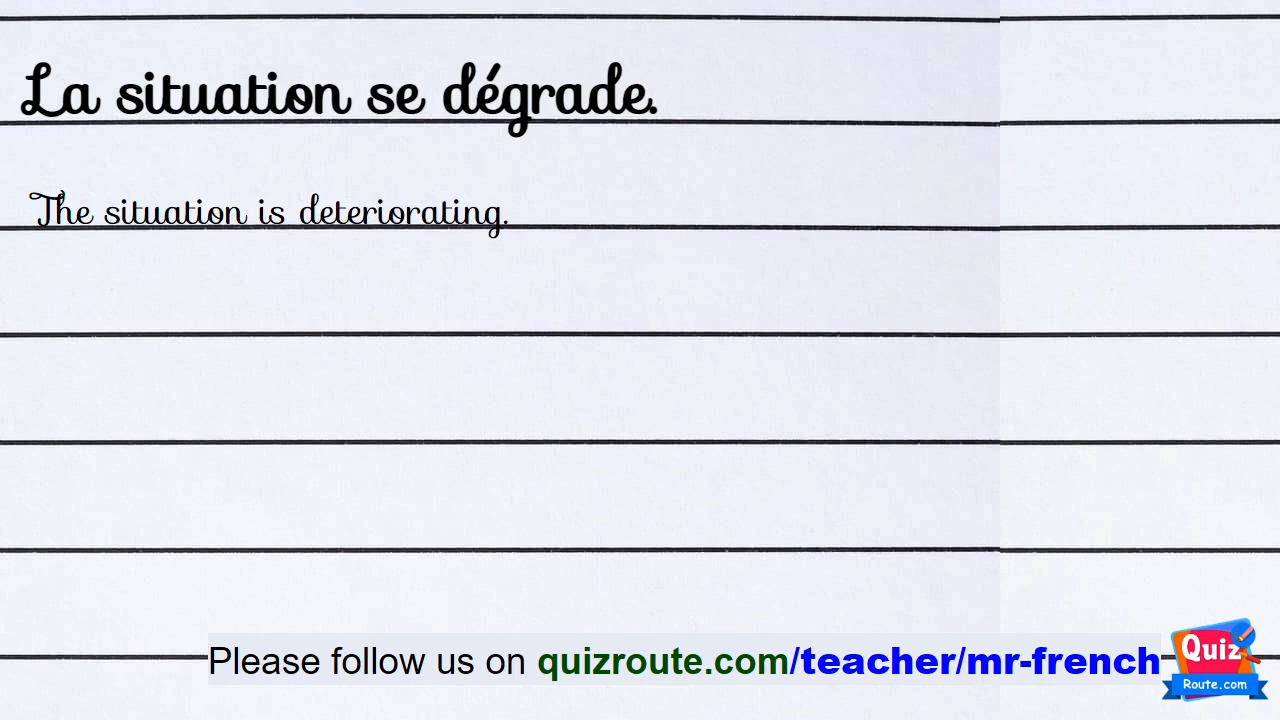 La situation se dégrade.
The situation is deteriorating.
Please follow us on quizroute.com/teacher/mr-french
Quiz
Route.com